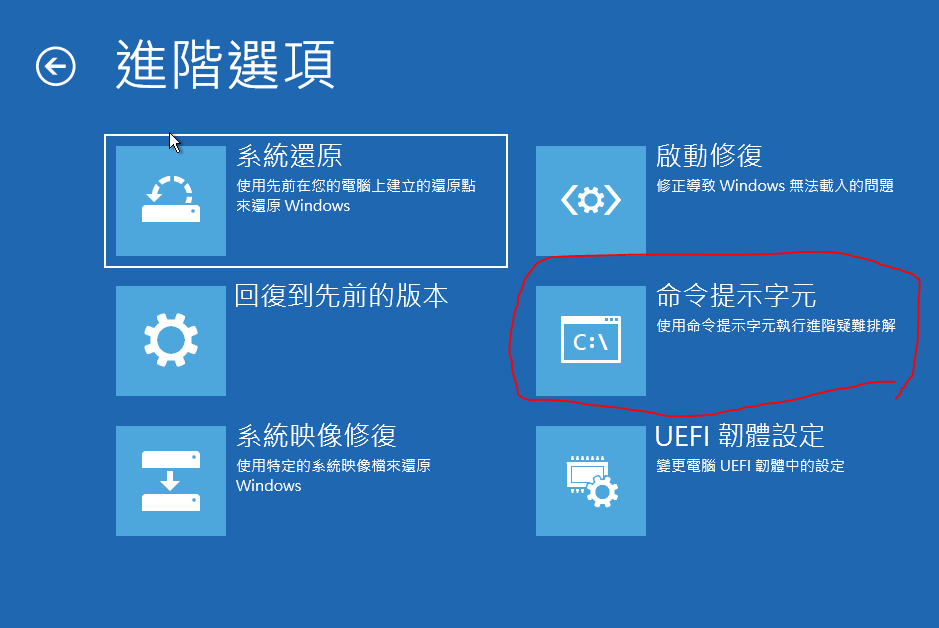 進階選項
系統還原
使用先前在您的電腦上建立的還原點
來還原 Windows
啟動修復
修正導致 Windows 無法載入的問題
回復到先前的版本
命令提示字元
使用命令提示字元執行進階疑難排解
C:\
系統映像修復
使用特定的系統映像檔來還原
Windows
UEFI 韌體設定
變更電腦 UEFI 韌體中的設定